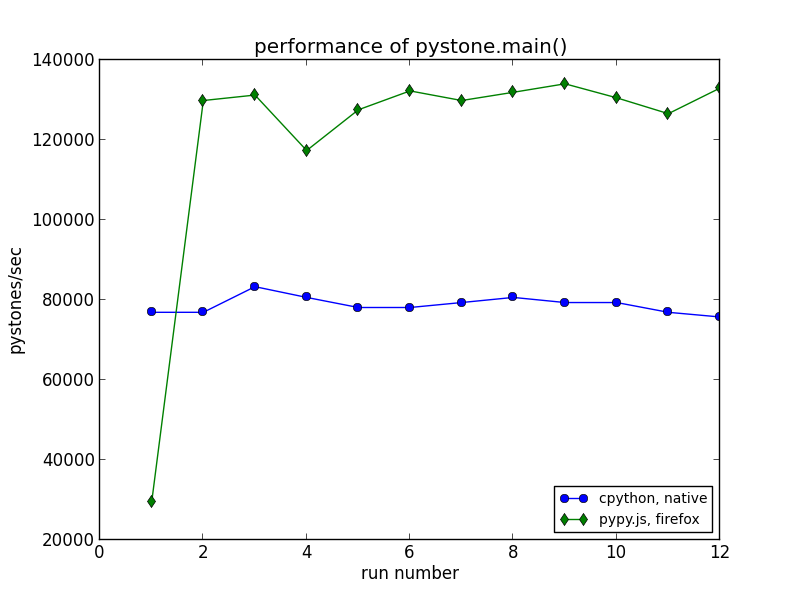 performance of pystone.main()
140000
120000
100000
80000
60000
40000
20000
pystones/sec
0 2 4 6 8 10 12
run number
cpython, native
pypy.js, firefox